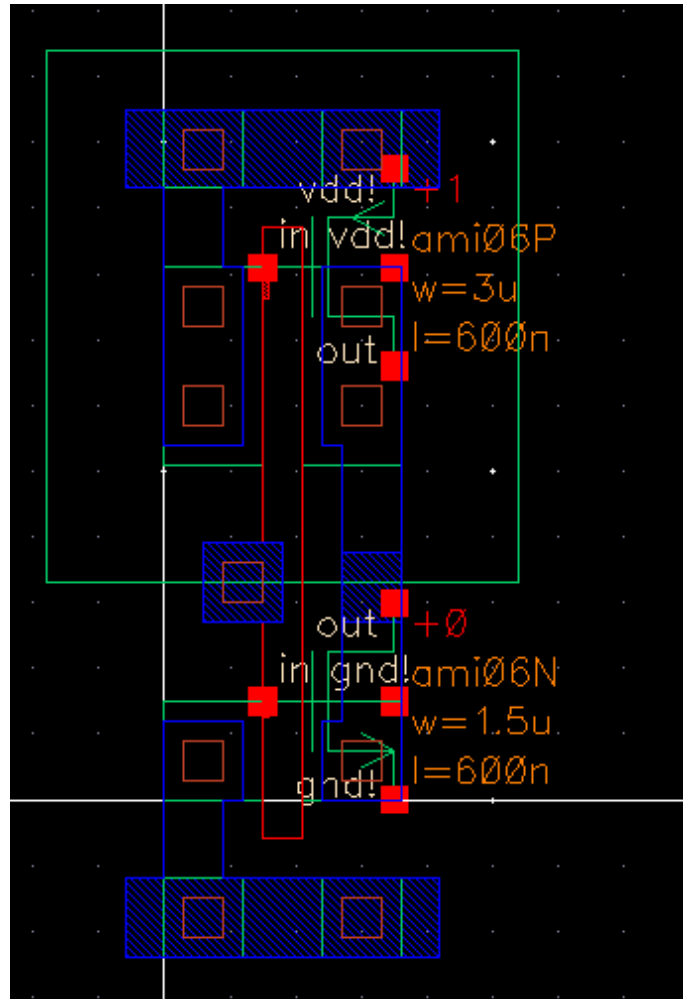 vdd!
+1
in vdd!
ami06P
w=3u
out
l=600n
out
+0
in gnd!
ami06N
w=1.5u
gnd!
l=600n